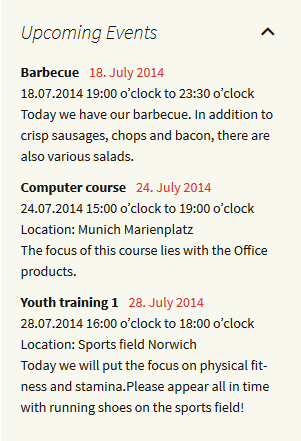 Upcoming Events
Barbecue 18. July 2014
18.07.2014 19:00 o’clock to 23:30 o’clock
Today we have our barbecue. In addition to
crisp sausages, chops and bacon, there are
also various salads.
Computer course 24. July 2014
24.07.2014 15:00 o’clock to 19:00 o’clock
Location: Munich Marienplatz
The focus of this course lies with the Office
products.
Youth training 1 28. July 2014
28.07.2014 16:00 o’clock to 18:00 o’clock
Location: Sports field Norwich
Today we will put the focus on physical fit-
ness and stamina.Please appear all in time
with running shoes on the sports field!